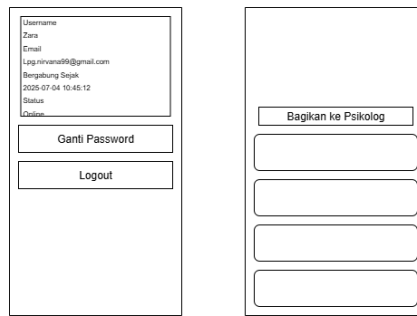 Username
Zara
Email
Lpg.nirvana99@gmail.com
Bergabung Sejak
2025-07-04 10:45:12
Status
Online
Ganti Password
Logout
Bagikan ke Psikolog